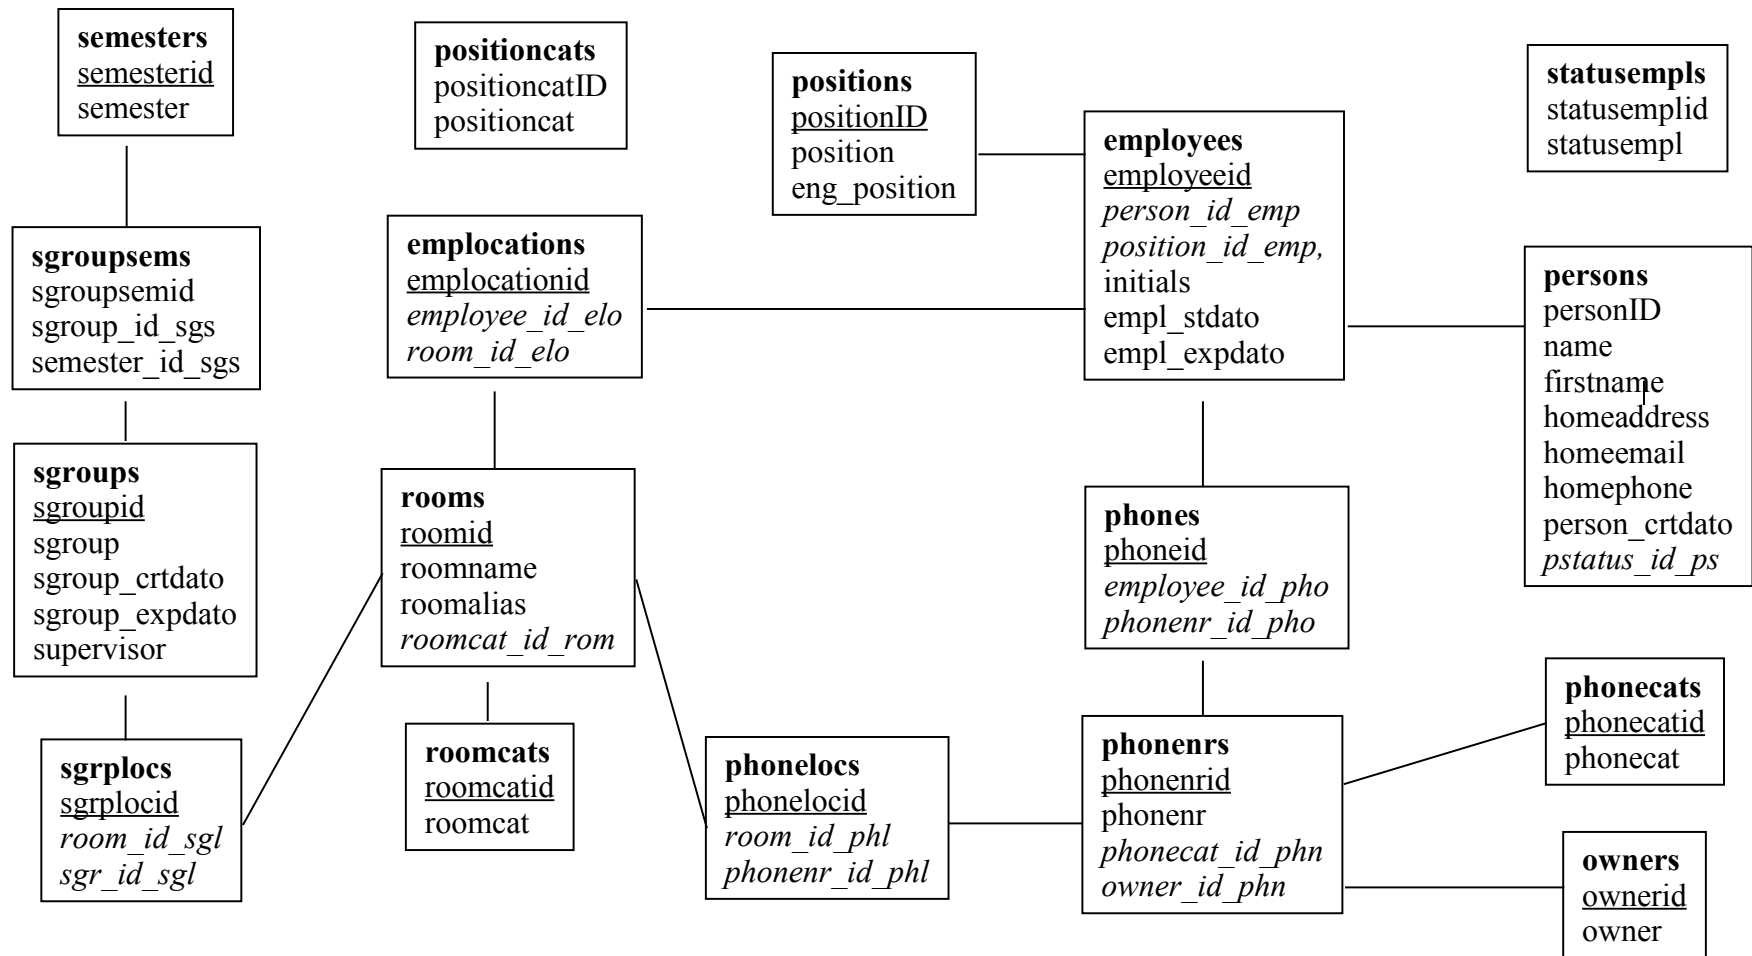 semesters
semesterid
semester
positioncats
positioncatID
positioncat
positions
positionID
position
eng_position
employees
employeeid
person_id_emp
position_id_emp,
initials
empl_stdato
empl_expdato
statusempls
statusemplid
statusempl
sgroupsems
sgroupsemid
sgroup_id_sgs
semester_id_sgs
emplocations
emplocationid
employee_id_elo
room_id_elo
persons
personID
name
firstname
homeaddress
homeemail
homephone
person_crtdato
pstatus_id_ps
sgroups
sgroupid
sgroup
sgroup_crtdato
sgroup_expdato
supervisor
rooms
roomid
roomname
roomalias
roomcat_id_rom
phones
phoneid
employee_id_pho
phonenr_id_pho
sgrplocs
sgrplocid
room_id_sgl
sgr_id_sgl
roomcats
roomcatid
roomcat
phonelocs
phonelocid
room_id_phl
phonenr_id_phl
phonenrs
phonenrid
phonenr
phonecat_id_phn
owner_id_phn
phonecats
phonecatid
phonecat
owners
ownerid
owner